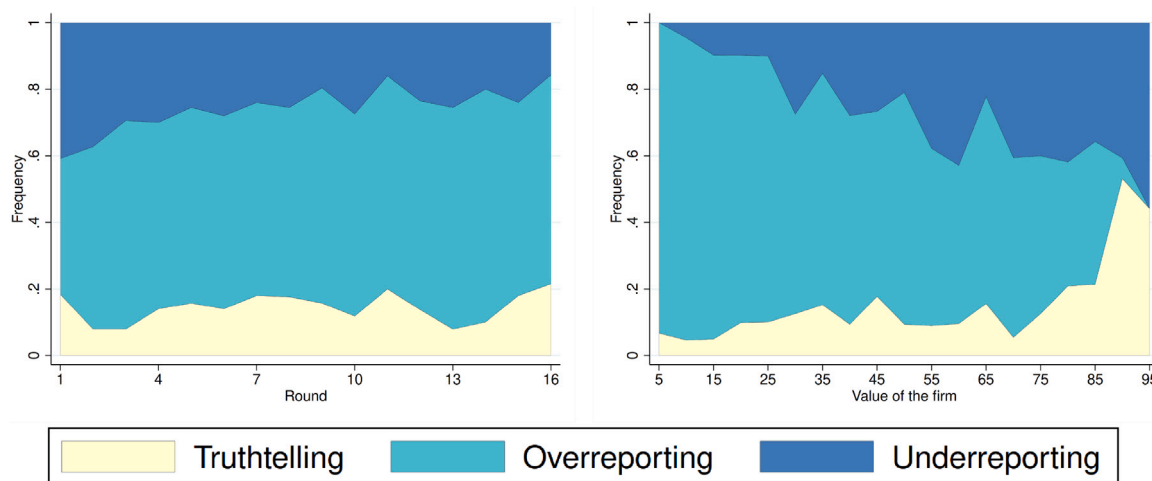 Frequency
0 .2 .4 .6 .8 1
1 4 7 10 13 16
Round
Frequency
0 .2 .4 .6 .8 1
5 15 25 35 45 55 65 75 85 95
Value of the firm
Truthtelling Overreporting Underreporting